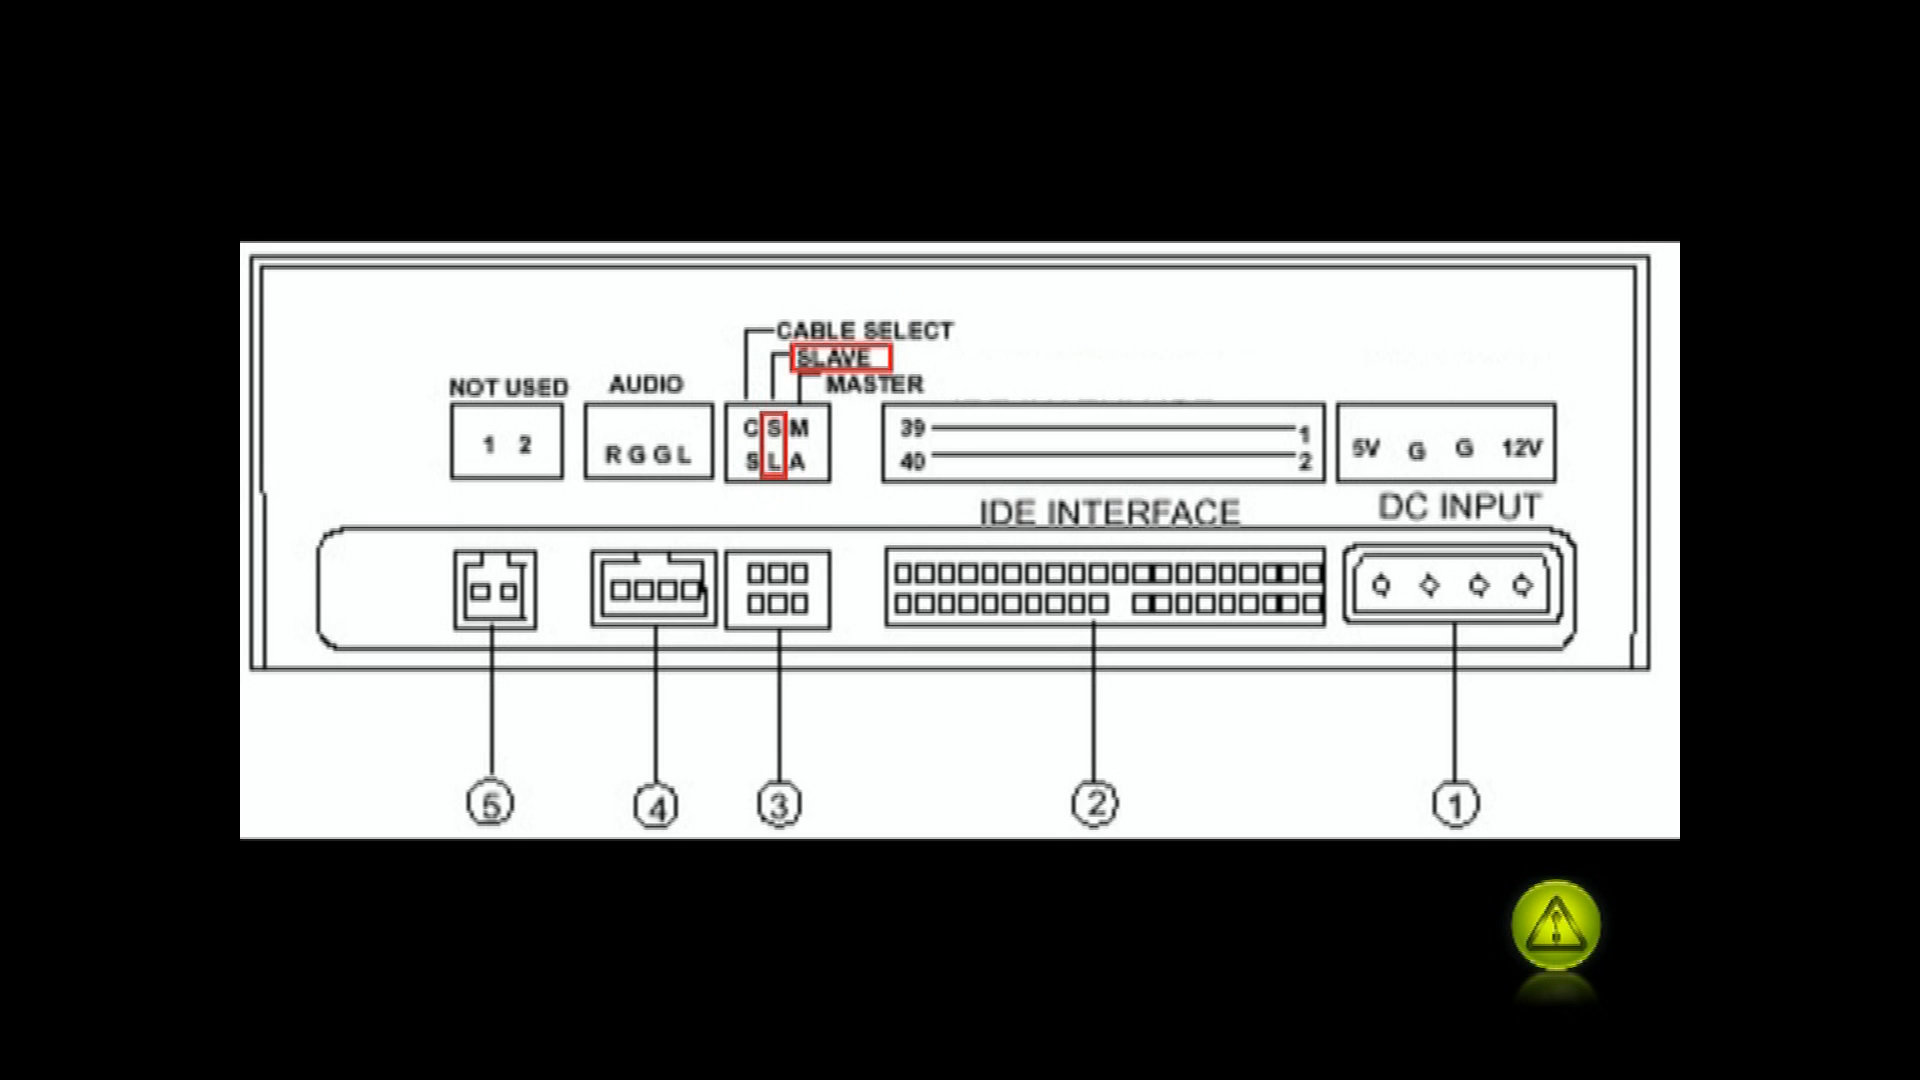 CABLE SELECT
SLAVE
MASTER
NOT USED
AUDIO
1 2
R G G L
C S M
S L A
39 1
40 2
5V G G 12V
IDE INTERFACE
DC INPUT
5
4
3
2
1